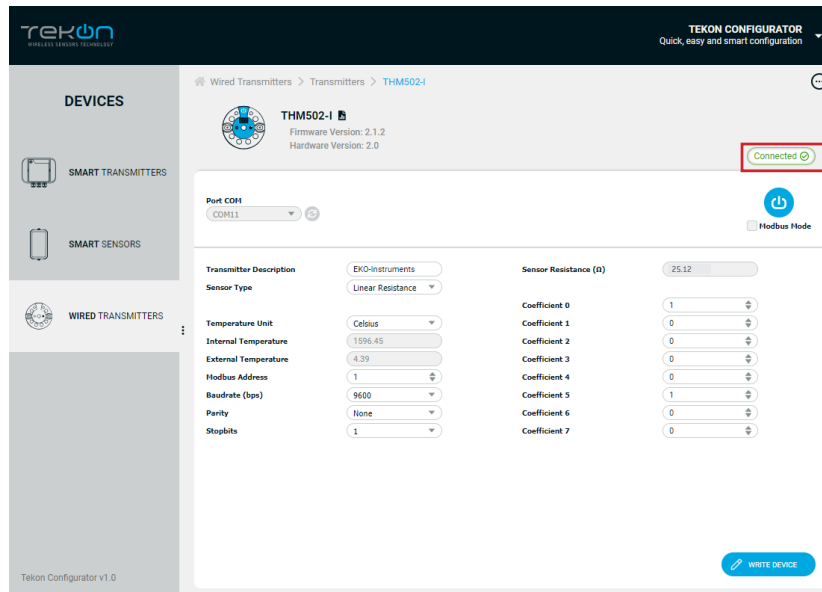 TEKON
WIRELESS SENSORS TECHNOLOGY
TEKON CONFIGURATOR
Quick, easy and smart configuration
DEVICES
SMART TRANSMITTERS
SMART SENSORS
WIRED TRANSMITTERS
Tekon Configurator v1.0
Wired Transmitters > Transmitters > THM502-I
THM502-I
Firmware Version: 2.1.2
Hardware Version: 2.0
Connected
Port COM
COM11
Modbus Mode
Transmitter Description EKO-Instruments
Sensor Type Linear Resistance
Temperature Unit Celsius
Internal Temperature 1596.45
External Temperature 4.39
Modbus Address 1
Baudrate (bps) 9600
Parity None
Stopbits 1
Sensor Resistance (Ω) 25.12
Coefficient 0 1
Coefficient 1 0
Coefficient 2 0
Coefficient 3 0
Coefficient 4 0
Coefficient 5 1
Coefficient 6 0
Coefficient 7 0
WRITE DEVICE